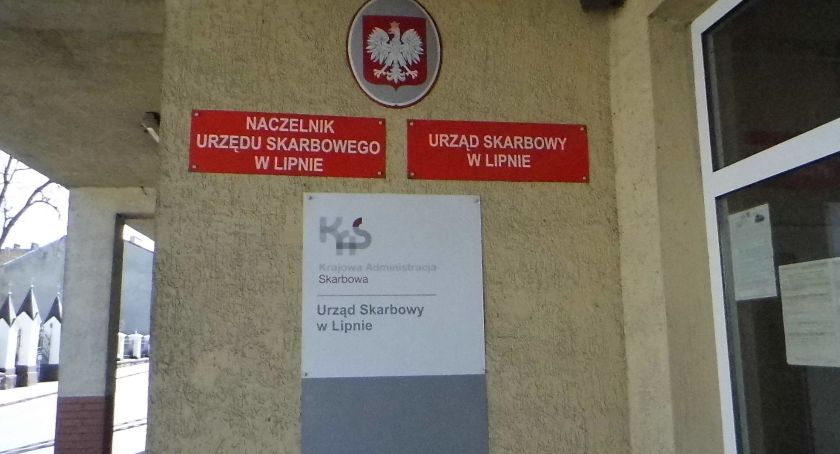 NACZELNIK
URZĘDU SKARBOWEGO
W LIPNIE
URZĄD SKARBOWY
W LIPNIE
KAS
Krajowa Administracja
Skarbowa
Urząd Skarbowy
w Lipnie